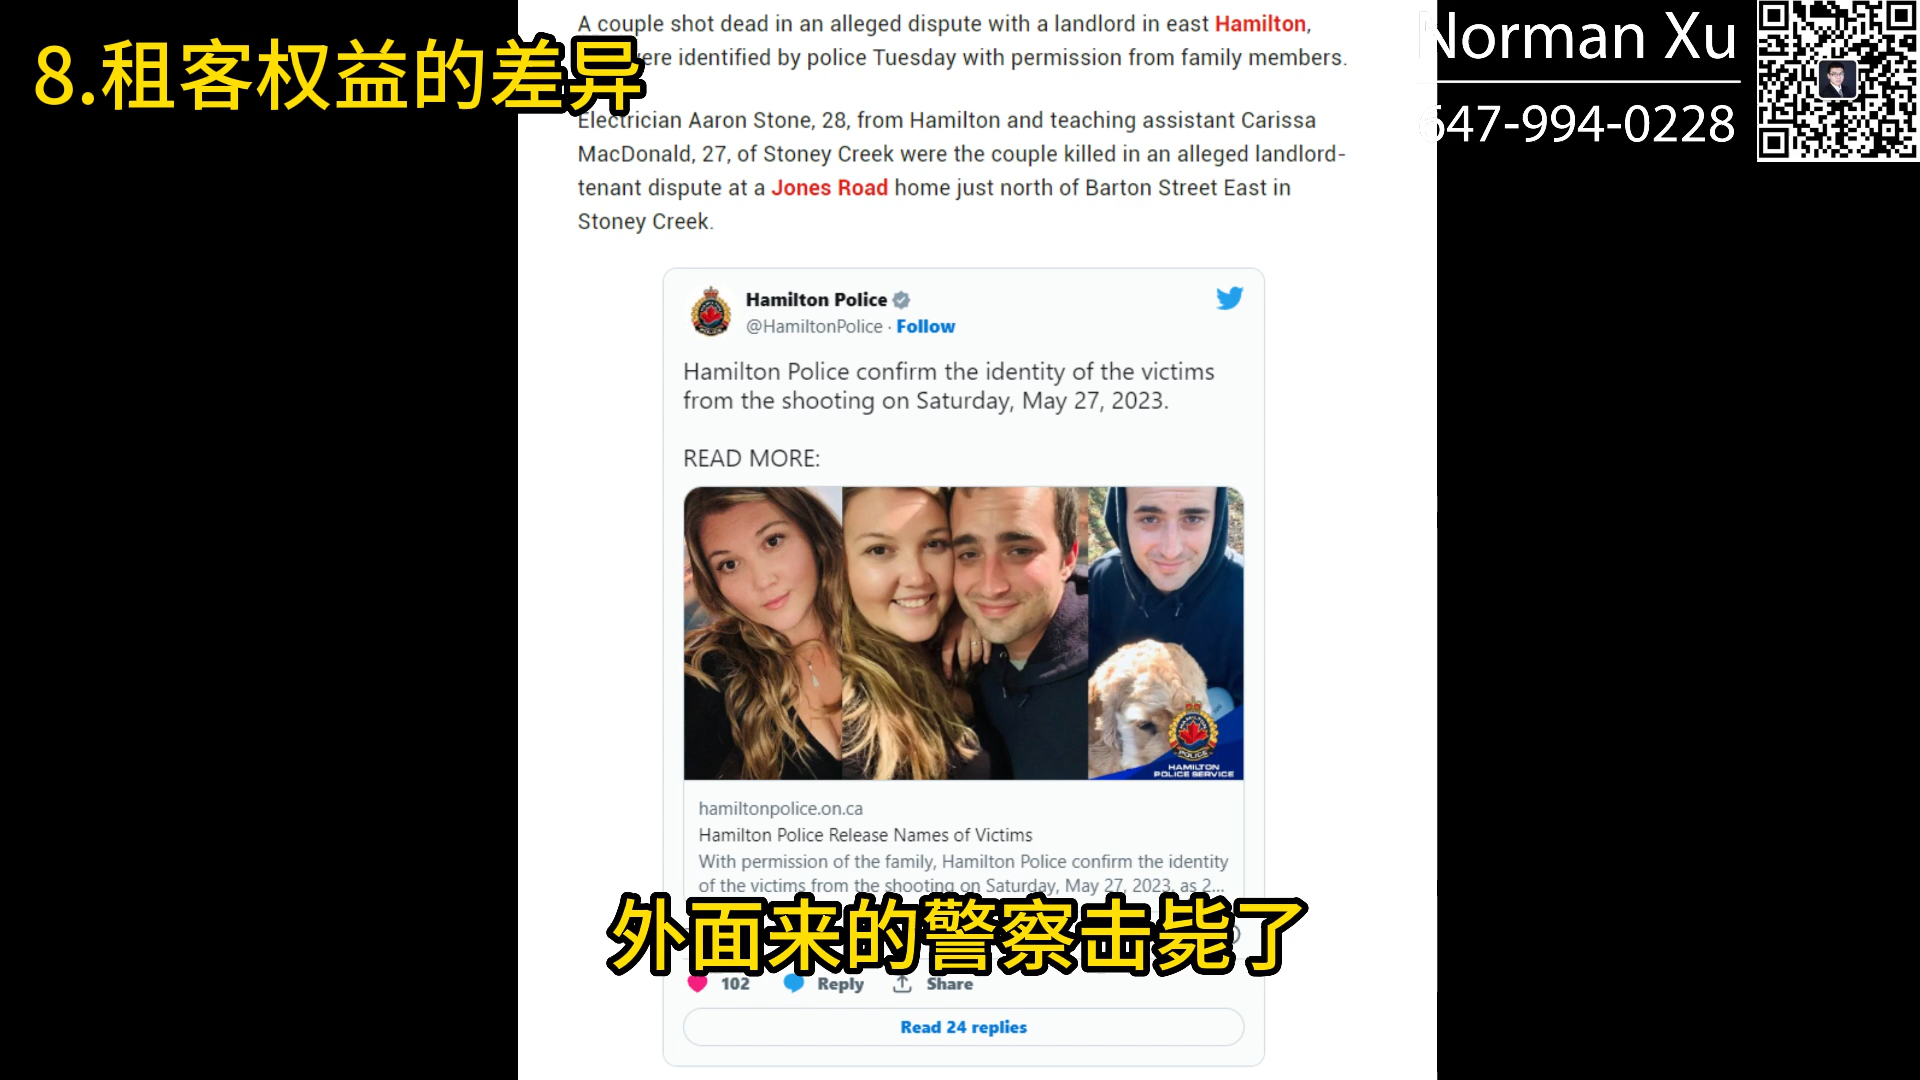 8.租客权益的差异
A couple shot dead in an alleged dispute with a landlord in east Hamilton,
ere identified by police Tuesday with permission from family members.
Electrician Aaron Stone, 28, from Hamilton and teaching assistant Carissa
MacDonald, 27, of Stoney Creek were the couple killed in an alleged landlord-
tenant dispute at a Jones Road home just north of Barton Street East in
Stoney Creek.
Norman Xu
647-994-0228
Hamilton Police
@HamiltonPolice · Follow
Hamilton Police confirm the identity of the victims
from the shooting on Saturday, May 27, 2023.
READ MORE:
HAMILTON
POLICE
HAMILTON
POLICE SERVICE
hamiltonpolice.on.ca
Hamilton Police Release Names of Victims
With permission of the family, Hamilton Police confirm the identity
of the victims from the shooting on Saturday, May 27, 2023, as 2...
外面来的警察击毙了
102 Reply Share
Read 24 replies